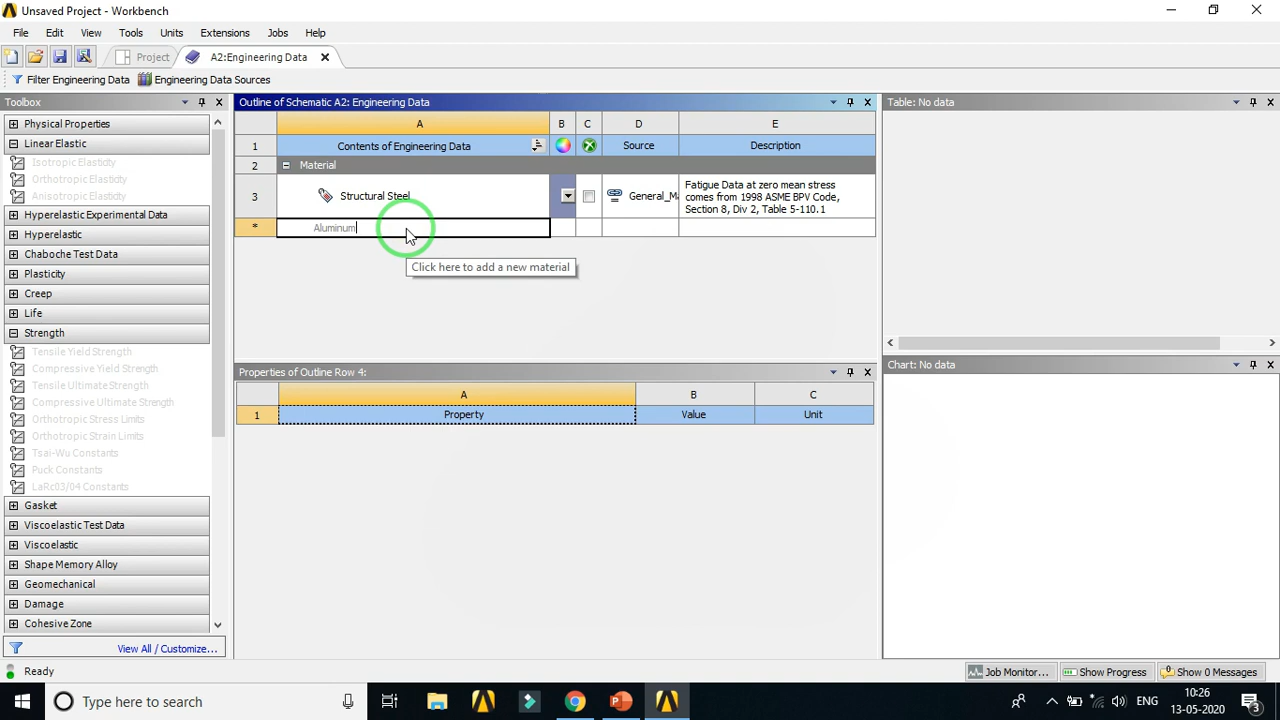 Unsaved Project - Workbench
File Edit View Tools Units Extensions Jobs Help
Project A2:Engineering Data
Filter Engineering Data Engineering Data Sources
Toolbox
Physical Properties
Linear Elastic
Isotropic Elasticity
Orthotropic Elasticity
Anisotropic Elasticity
Hyperelastic Experimental Data
Hyperelastic
Chaboche Test Data
Plasticity
Creep
Life
Strength
Tensile Yield Strength
Compressive Yield Strength
Tensile Ultimate Strength
Compressive Ultimate Strength
Orthotropic Stress Limits
Orthotropic Strain Limits
Tsai-Wu Constants
Puck Constants
LaRc03/04 Constants
Gasket
Viscoelastic Test Data
Viscoelastic
Shape Memory Alloy
Geomechanical
Damage
Cohesive Zone
View All / Customize...
Outline of Schematic A2: Engineering Data
A B C D E
1 Contents of Engineering Data Source Description
2 Material
3 Structural Steel General_Ma Fatigue Data at zero mean stress
comes from 1998 ASME BPV Code,
Section 8, Div 2, Table 5-110.1
* Aluminum
Click here to add a new material
Properties of Outline Row 4:
A B C
1 Property Value Unit
Table: No data
Chart: No data
Ready
Job Monitor... Show Progress Show 0 Messages
Type here to search
ENG
10:26
13-05-2020
3